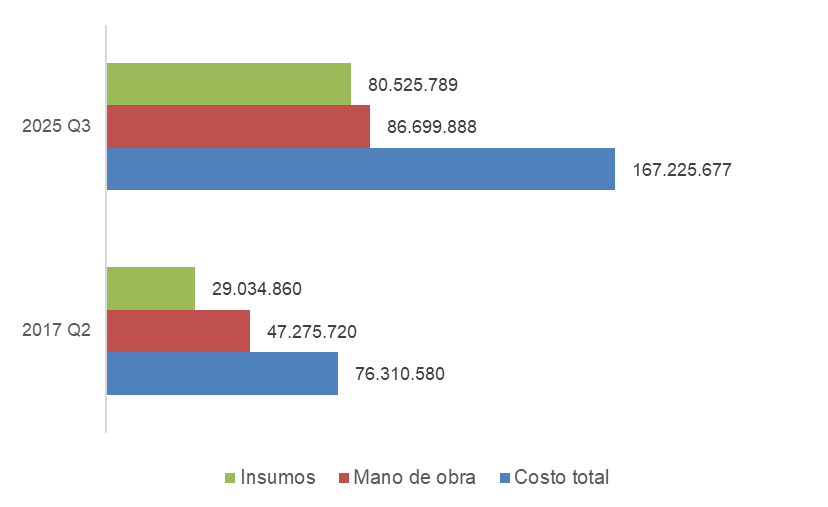 80.525.789
2025 Q3
86.699.888
167.225.677
29.034.860
2017 Q2
47.275.720
76.310.580
Insumos Mano de obra Costo total